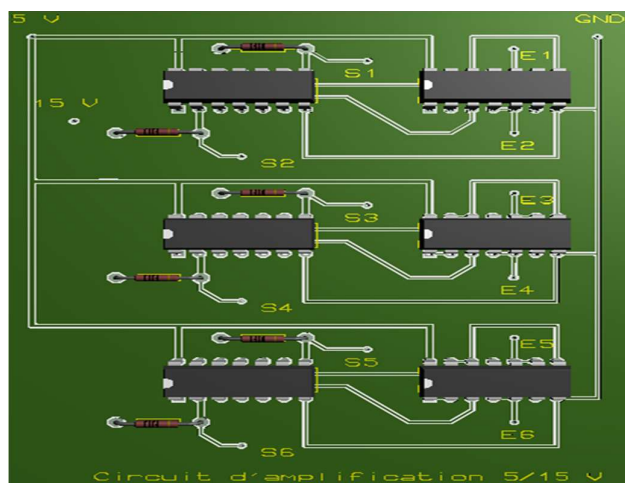 5 V
GND
E1
S1
15 V
E2
S2
E3
S3
E4
S4
E5
S5
E6
S6
Circuit d'amplification 5/15 V